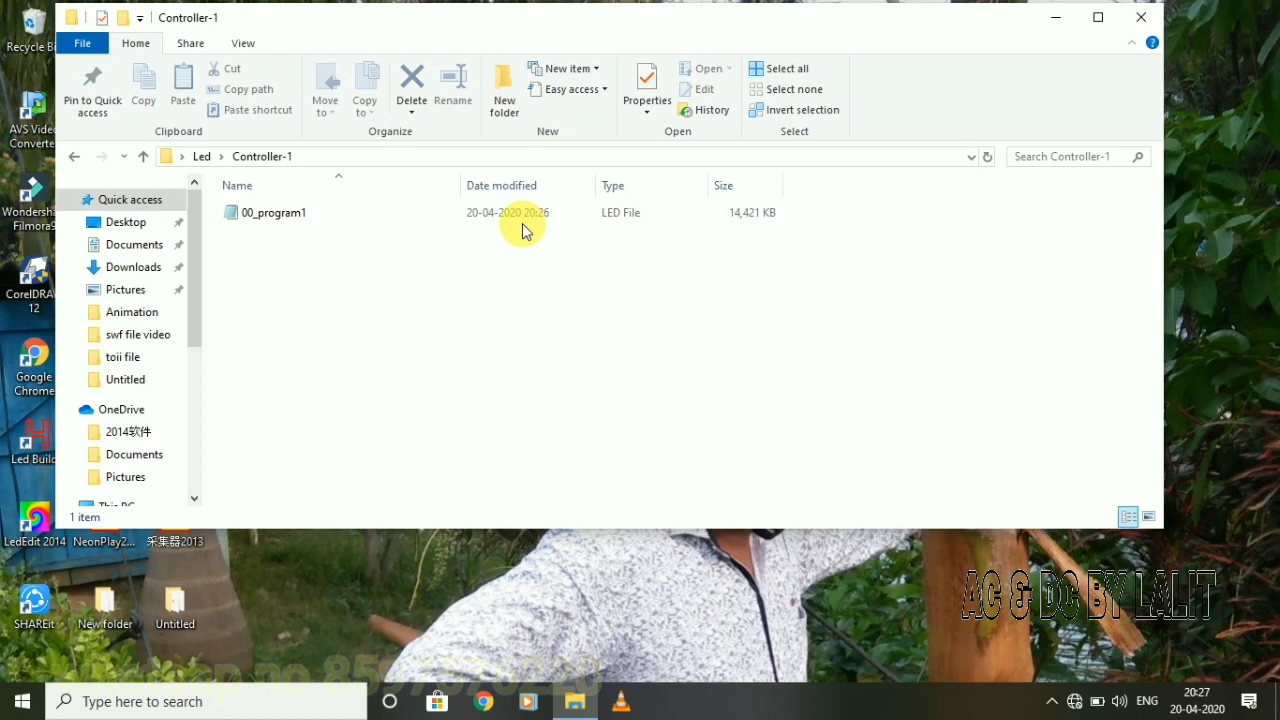 Controller-1
File Home Share View
Pin to Quick access
Copy
Paste
Cut
Copy path
Paste shortcut
Clipboard
Move to
Copy to
Delete
Rename
Organize
New folder
New item
Easy access
New
Properties
Open
Edit
History
Open
Select all
Select none
Invert selection
Select
Led > Controller-1
Search Controller-1
Name Date modified Type Size
00_program1 20-04-2020 20:26 LED File 14,421 KB
Quick access
Desktop
Documents
Downloads
Pictures
Animation
swf file video
toii file
Untitled
OneDrive
2014软件
Documents
Pictures
This PC
1 item
Recycle Bi
AVS Video
Converte
Wondersha
Filmora9
CorelDRA
12
Google
Chrome
Led Build
LedEdit 2014
NeonPlay2...
采集器2013
SHAREit
New folder
Untitled
AC & DC BY LALIT
Type here to search
ENG
20:27
20-04-2020